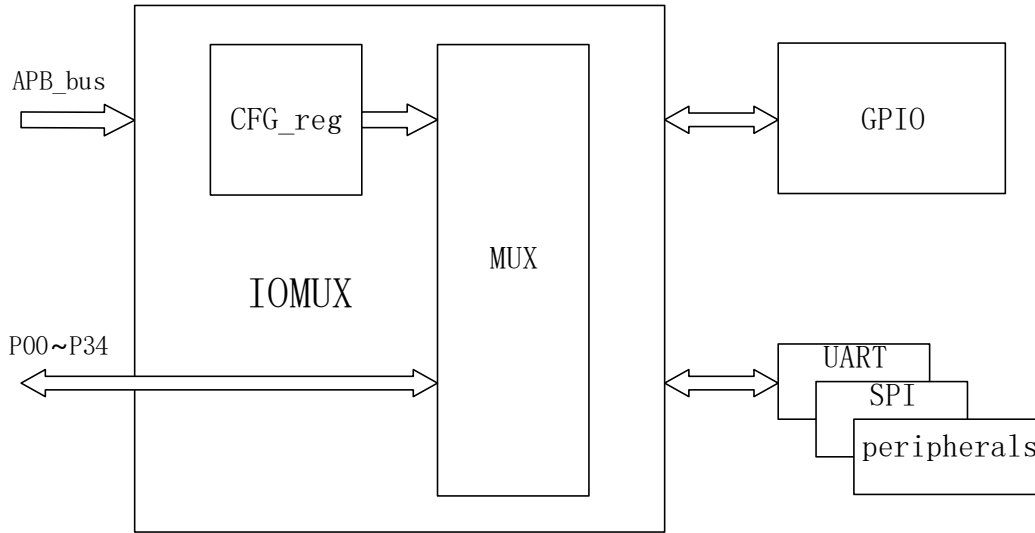 APB_bus
CFG_reg
GPIO
MUX
IOMUX
P00~P34
UART
SPI
peripherals